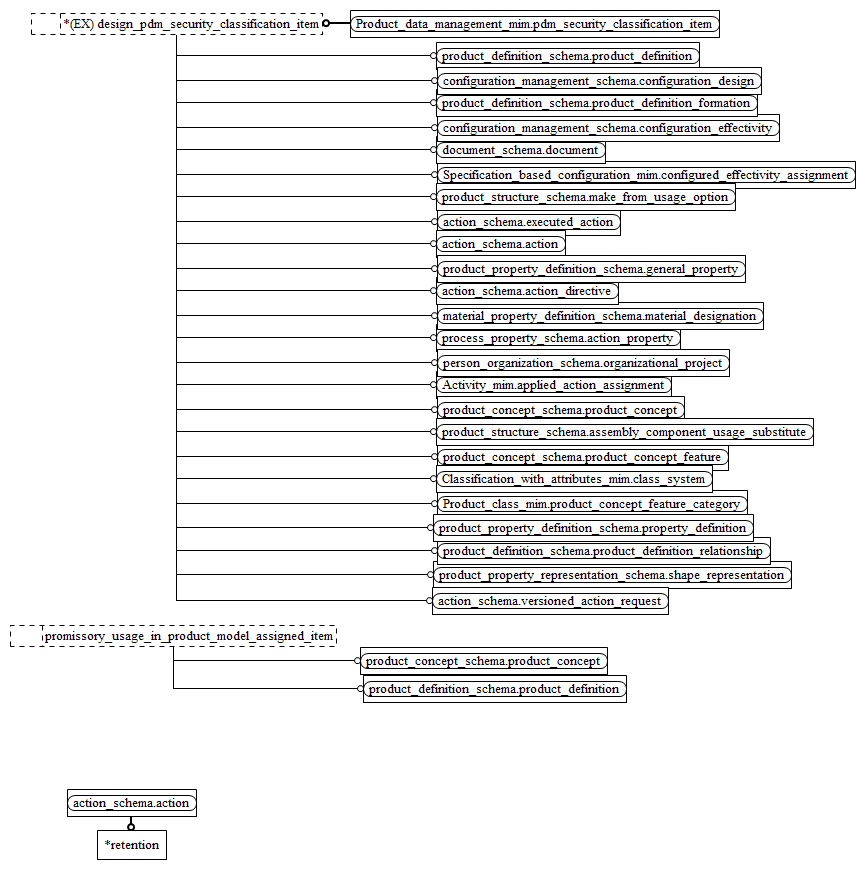 *(EX) design_pdm_security_classification_item
Product_data_management_mim.pdm_security_classification_item
product_definition_schema.product_definition
configuration_management_schema.configuration_design
product_definition_schema.product_definition_formation
configuration_management_schema.configuration_effectivity
document_schema.document
Specification_based_configuration_mim.configured_effectivity_assignment
product_structure_schema.make_from_usage_option
action_schema.executed_action
action_schema.action
product_property_definition_schema.general_property
action_schema.action_directive
material_property_definition_schema.material_designation
process_property_schema.action_property
person_organization_schema.organizational_project
Activity_mim.applied_action_assignment
product_concept_schema.product_concept
product_structure_schema.assembly_component_usage_substitute
product_concept_schema.product_concept_feature
Classification_with_attributes_mim.class_system
Product_class_mim.product_concept_feature_category
product_property_definition_schema.property_definition
product_definition_schema.product_definition_relationship
product_property_representation_schema.shape_representation
action_schema.versioned_action_request
promissory_usage_in_product_model_assigned_item
product_concept_schema.product_concept
product_definition_schema.product_definition
action_schema.action
*retention